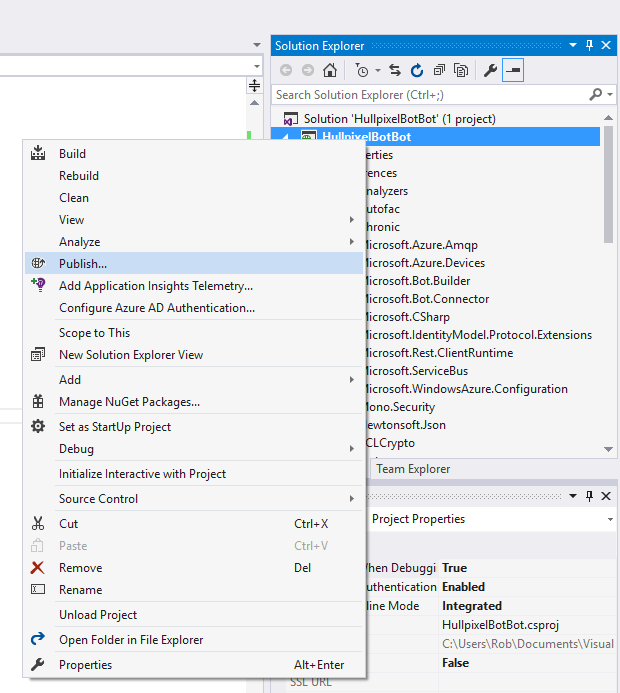 Solution Explorer
Search Solution Explorer (Ctrl+;)
Solution 'HullpixelBotBot' (1 project)
HullpixelBotBot
Build
Rebuild
Clean
View
Analyze
Publish...
Add Application Insights Telemetry...
Configure Azure AD Authentication...
Scope to This
New Solution Explorer View
Add
Manage NuGet Packages...
Set as StartUp Project
Debug
Initialize Interactive with Project
Source Control
Cut Ctrl+X
Paste Ctrl+V
Remove Del
Rename
Unload Project
Open Folder in File Explorer
Properties Alt+Enter
erties
ences
nalyzers
utofac
hronic
Microsoft.Azure.Amqp
Microsoft.Azure.Devices
Microsoft.Bot.Builder
Microsoft.Bot.Connector
Microsoft.CSharp
Microsoft.IdentityModel.Protocol.Extensions
Microsoft.Rest.ClientRuntime
Microsoft.ServiceBus
Microsoft.WindowsAzure.Configuration
Mono.Security
ewtonsoft.Json
CLCrypto
Team Explorer
Project Properties
When Debuggi True
uthentication Enabled
line Mode Integrated
HullpixelBotBot.csproj
C:\Users\Rob\Documents\Visual
False
SSL URL